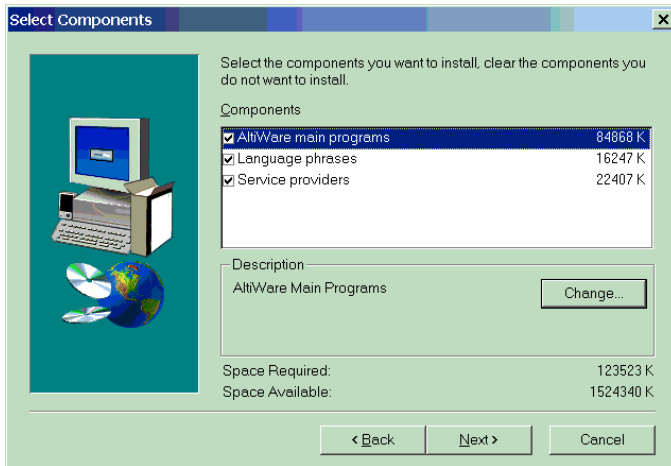 Select Components
Select the components you want to install, clear the components you
do not want to install.
Components
AltiWare main programs 84868 K
Language phrases 16247 K
Service providers 22407 K
Description
AltiWare Main Programs
Change...
Space Required: 123523 K
Space Available: 1524340 K
< Back Next > Cancel